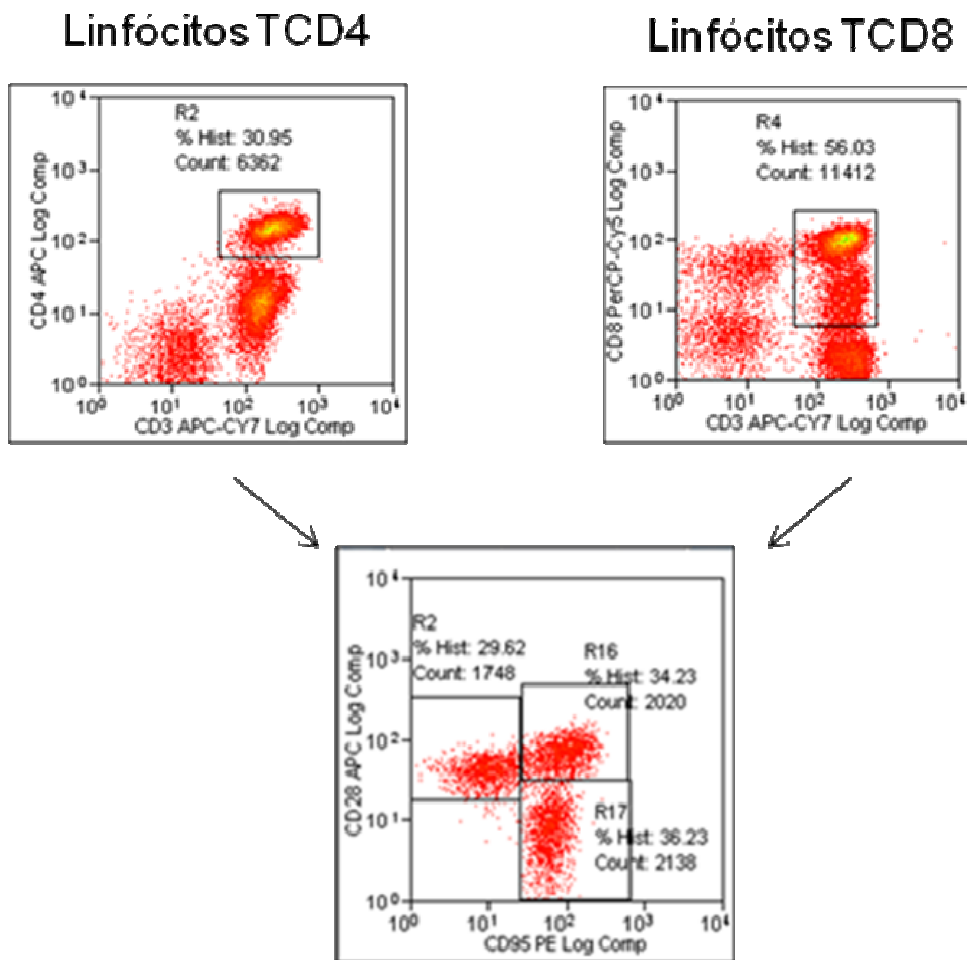 Linfócitos TCD4
Linfócitos TCD8
R2
% Hist: 30.95
Count: 6362
10⁴
10³
10²
10¹
10⁰
CD4 APC Log Comp
10⁰ 10¹ 10² 10³ 10⁴
CD3 APC-CY7 Log Comp
R4
% Hist: 56.03
Count: 11412
10⁴
10³
10²
10¹
10⁰
CD8 PerCP-Cy5 Log Comp
10⁰ 10¹ 10² 10³ 10⁴
CD3 APC-CY7 Log Comp
R2
% Hist: 29.62
Count: 1748
R16
% Hist: 34.23
Count: 2020
R17
% Hist: 36.23
Count: 2138
10⁴
10³
10²
10¹
10⁰
CD28 APC Log Comp
10⁰ 10¹ 10² 10³ 10⁴
CD95 PE Log Comp